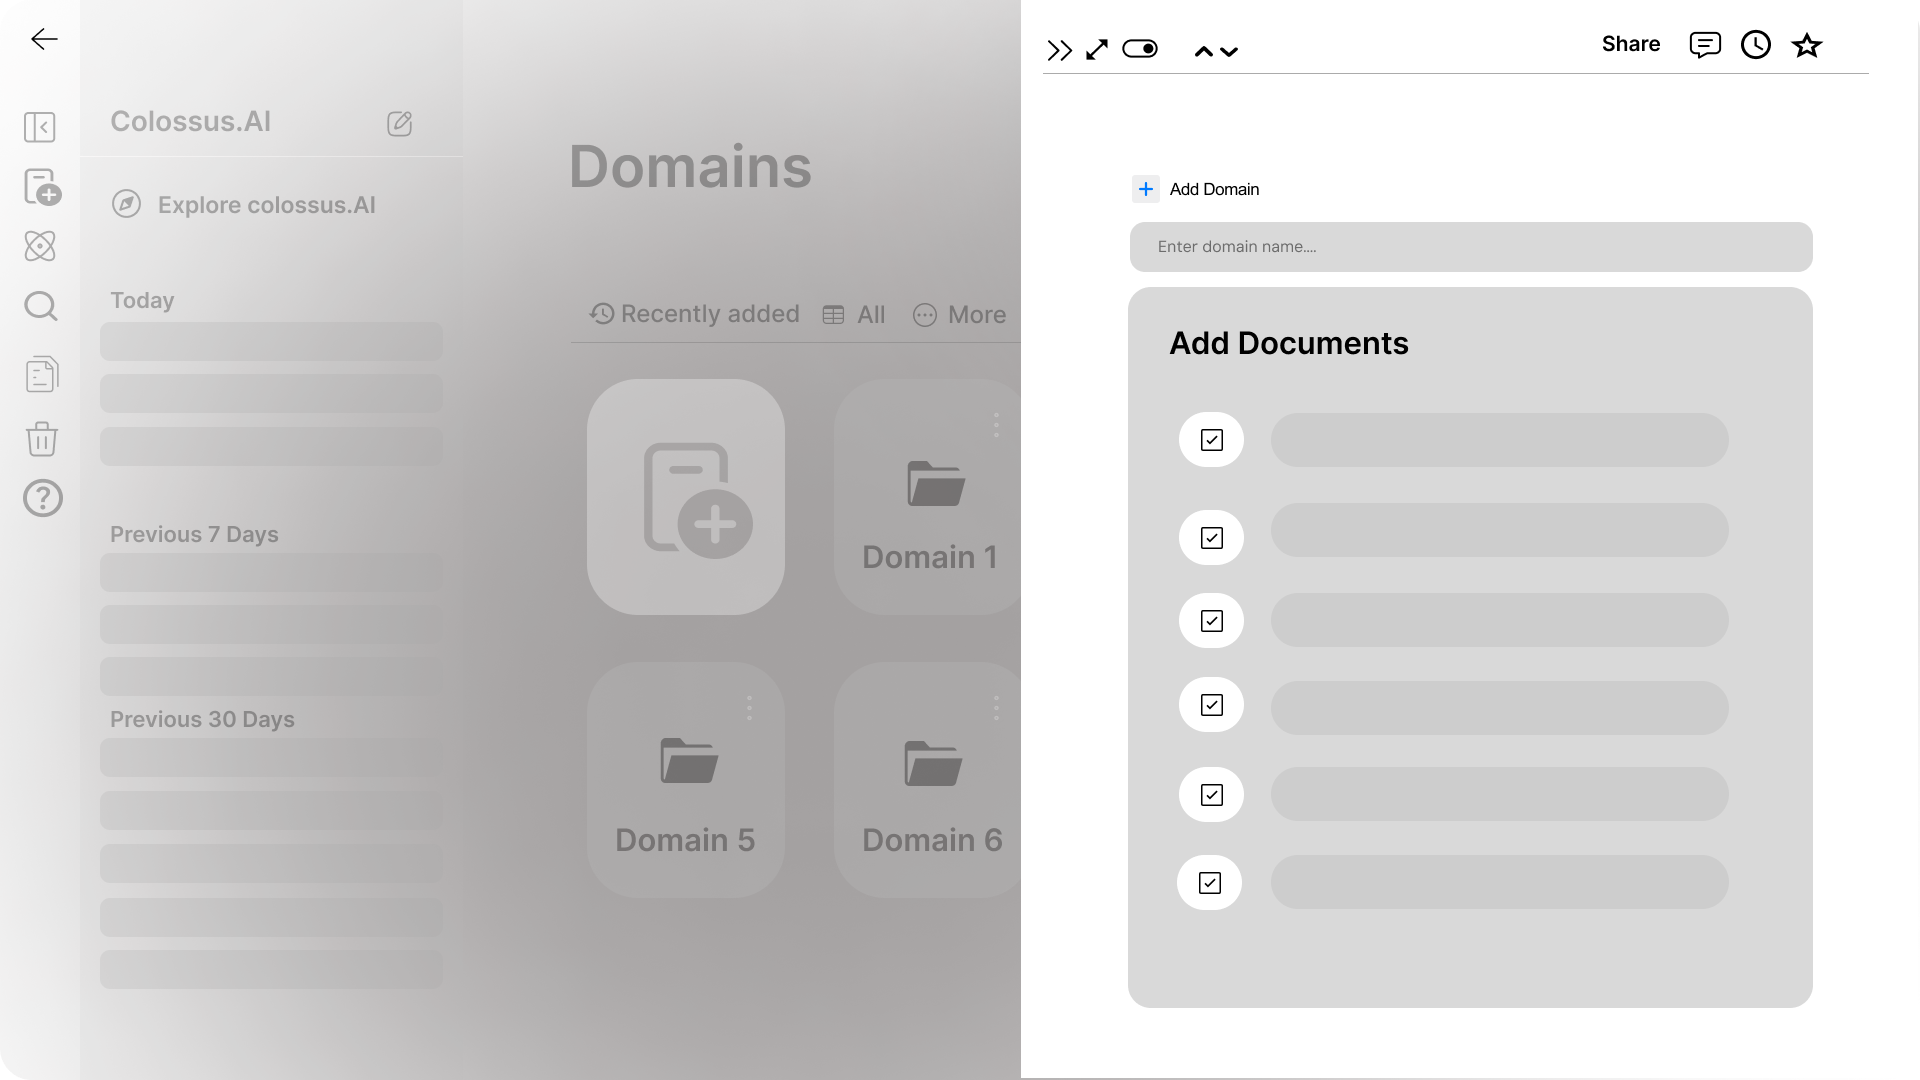 Colossus.AI
Explore colossus.AI
Today
Previous 7 Days
Previous 30 Days
Domains
Recently added
All
More
Domain 1
Domain 5
Domain 6
Share
Add Domain
Enter domain name....
Add Documents